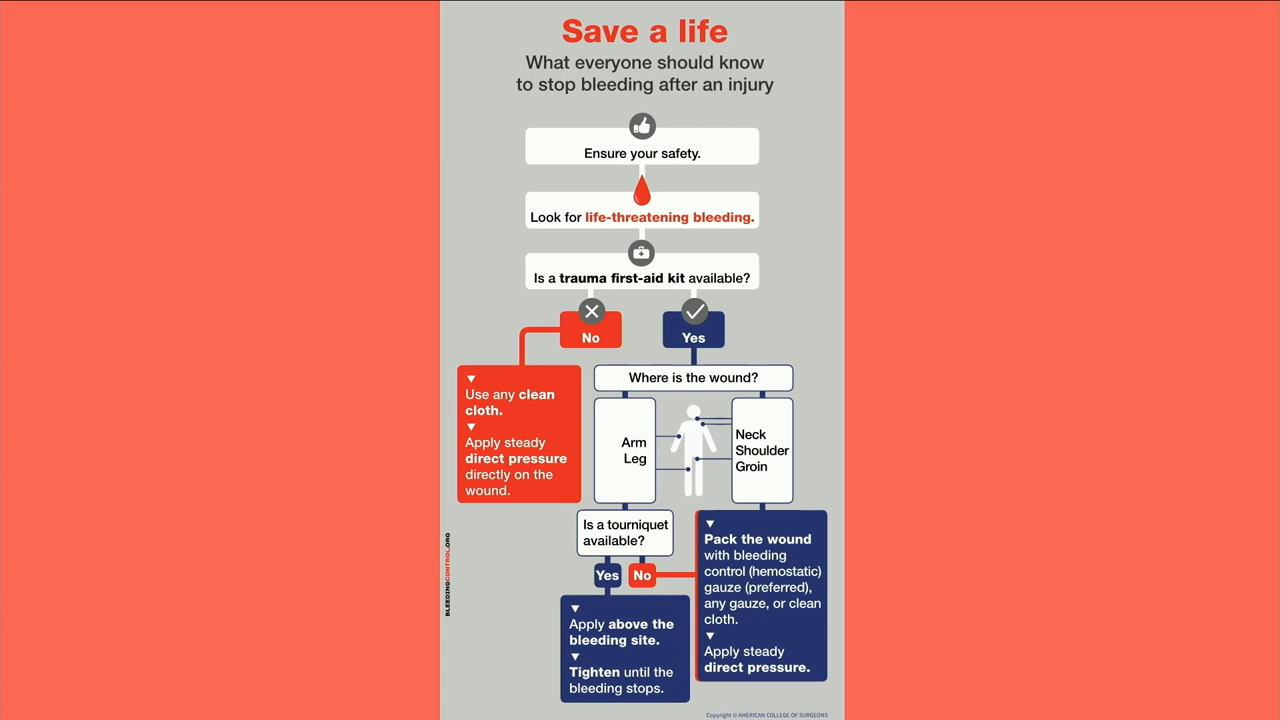 Save a life
What everyone should know
to stop bleeding after an injury
Ensure your safety.
Look for life-threatening bleeding.
Is a trauma first-aid kit available?
No
Yes
▼
Use any clean
cloth.
▼
Apply steady
direct pressure
directly on the
wound.
Where is the wound?
Arm
Leg
Neck
Shoulder
Groin
Is a tourniquet
available?
Yes
No
▼
Apply above the
bleeding site.
▼
Tighten until the
bleeding stops.
▼
Pack the wound
with bleeding
control (hemostatic)
gauze (preferred),
any gauze, or clean
cloth.
▼
Apply steady
direct pressure.
BLEEDINGCONTROL.ORG
Copyright © AMERICAN COLLEGE OF SURGEONS